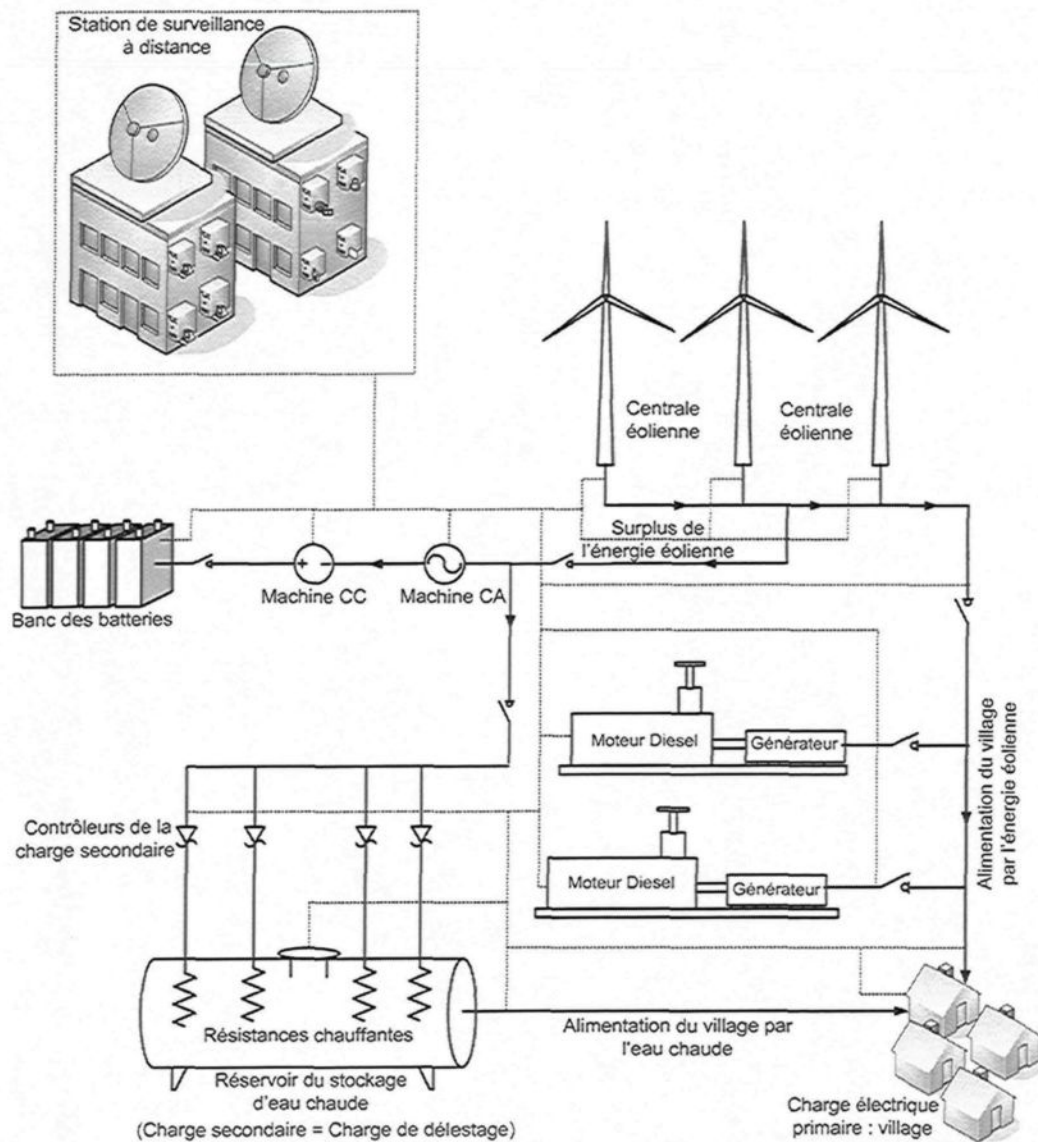 Station de surveillance
à distance
Centrale
éolienne
Centrale
éolienne
Surplus de
l'énergie éolienne
Banc des batteries
Machine CC
Machine CA
Moteur Diesel
Générateur
Alimentation du village
par l'énergie éolienne
Contrôleurs de la
charge secondaire
Moteur Diesel
Générateur
Résistances chauffantes
Alimentation du village par
l'eau chaude
Réservoir du stockage
d'eau chaude
(Charge secondaire = Charge de délestage)
Charge électrique
primaire : village